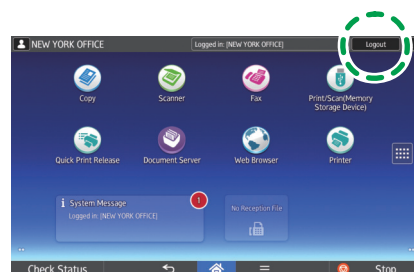 NEW YORK OFFICE
Logged in: [NEW YORK OFFICE]
Logout
Copy
Scanner
Fax
Print/Scan(Memory
Storage Device)
Quick Print Release
Document Server
Web Browser
Printer
System Message
1
Logged in: [NEW YORK OFFICE]
No Reception File
Check Status
Stop